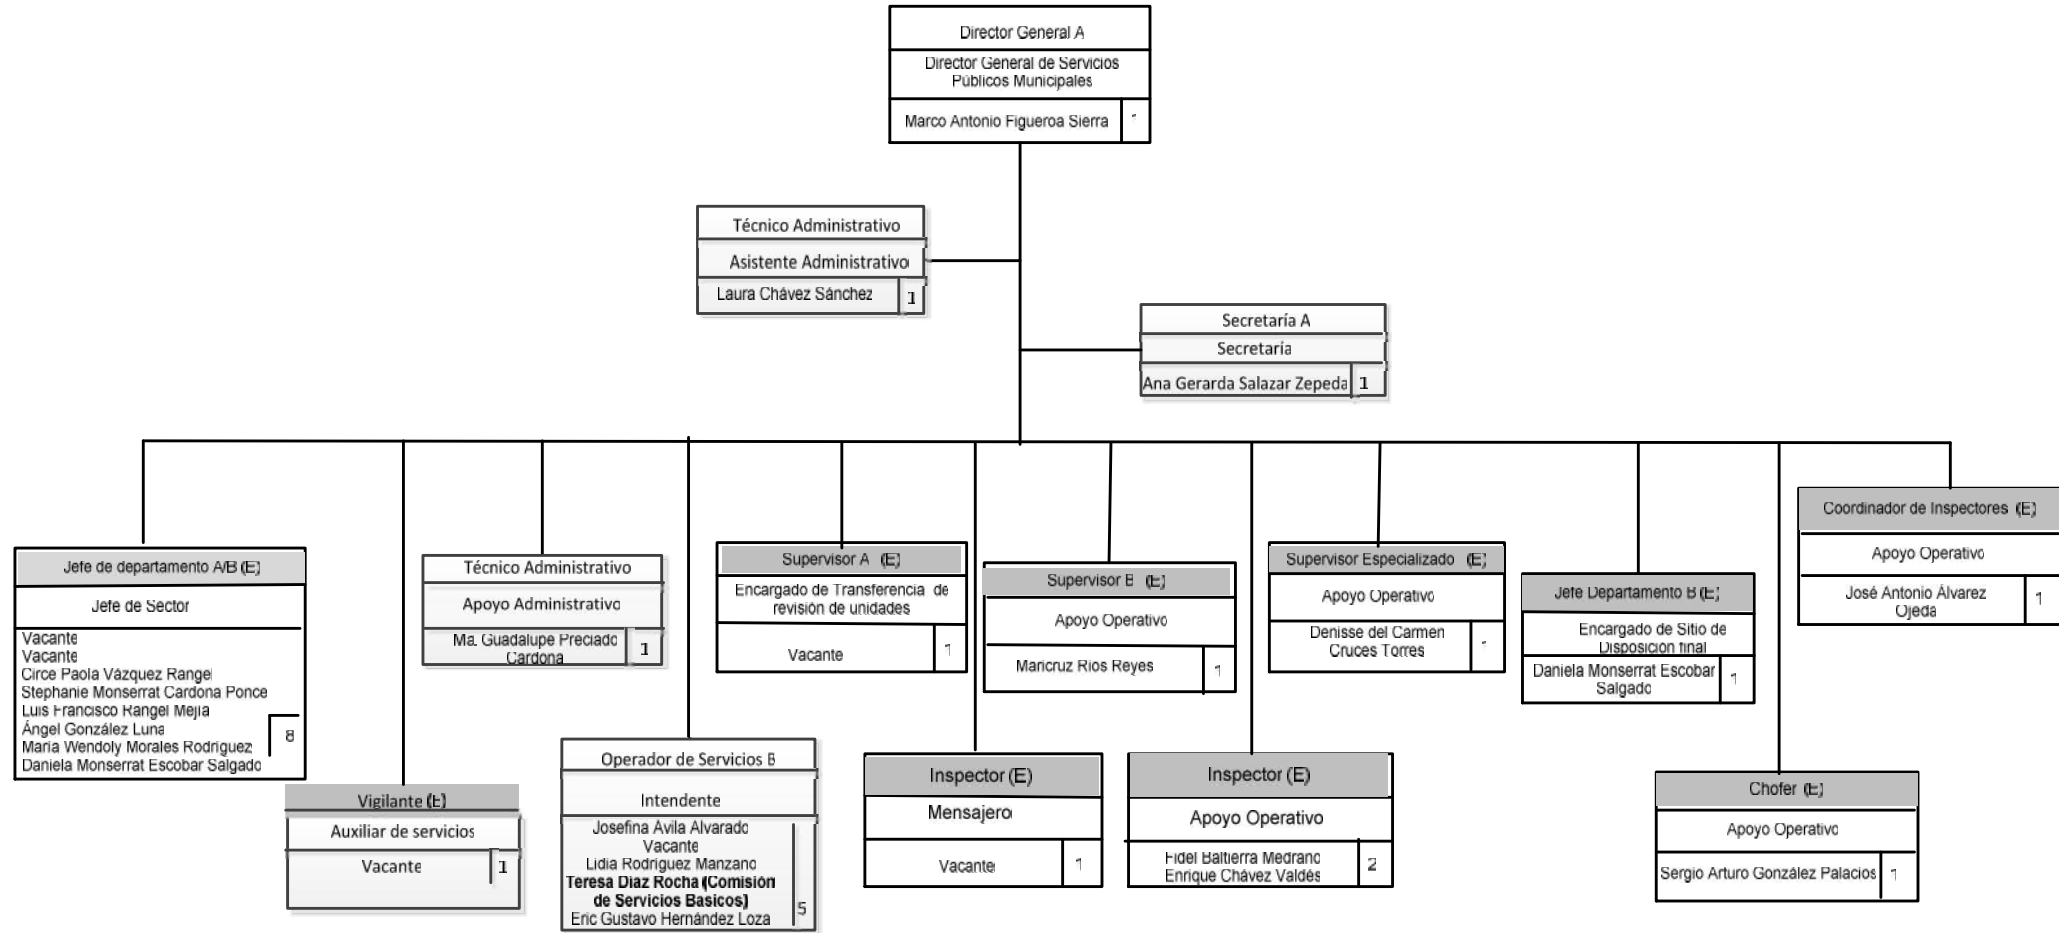 Director General A
Director General de Servicios
Públicos Municipales
Marco Antonio Figueroa Sierra
1
Técnico Administrativo
Asistente Administrativo
Laura Chávez Sánchez
1
Secretaría A
Secretaría
Ana Gerarda Salazar Zepeda
1
Jefe de departamento A/B (E)
Jefe de Sector
Vacante
Vacante
Circe Paola Vázquez Rangel
Stephanie Monserrat Cardona Ponce
Luis Francisco Rangel Mejía
Ángel González Luna
María Wendoly Morales Rodríguez
Daniela Monserrat Escobar Salgado
8
Vigilante (E)
Auxiliar de servicios
Vacante
1
Técnico Administrativo
Apoyo Administrativo
Ma. Guadalupe Preciado
Cardona
1
Operador de Servicios B
Intendente
Josefina Avila Alvarado
Vacante
Lidia Rodríguez Manzano
Teresa Díaz Rocha (Comisión
de Servicios Basicos)
Eric Gustavo Hernández Loza
5
Supervisor A (E)
Encargado de Transferencia de
revisión de unidades
Vacante
1
Inspector (E)
Mensajero
Vacante
1
Supervisor B (E)
Apoyo Operativo
Maricruz Rios Reyes
1
Inspector (E)
Apoyo Operativo
Fidel Baltierra Medrano
Enrique Chávez Valdés
2
Supervisor Especializado (E)
Apoyo Operativo
Denisse del Carmen
Cruces Torres
1
Jefe Departamento B (E)
Encargado de Sitio de
Disposición final
Daniela Monserrat Escobar
Salgado
1
Chofer (E)
Apoyo Operativo
Sergio Arturo González Palacios
1
Coordinador de Inspectores (E)
Apoyo Operativo
José Antonio Álvarez
Ojeda
1